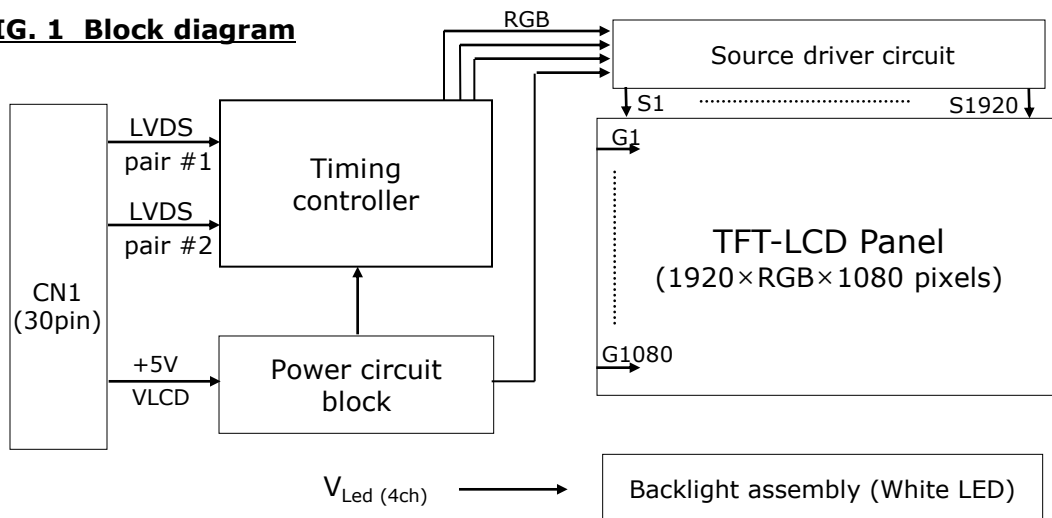 IG. 1 Block diagram
RGB
Source driver circuit
S1
S1920
LVDS
pair #1
LVDS
pair #2
Timing
controller
G1
TFT-LCD Panel
(1920×RGB×1080 pixels)
G1080
CN1
(30pin)
+5V
VLCD
Power circuit
block
VLed (4ch)
Backlight assembly (White LED)